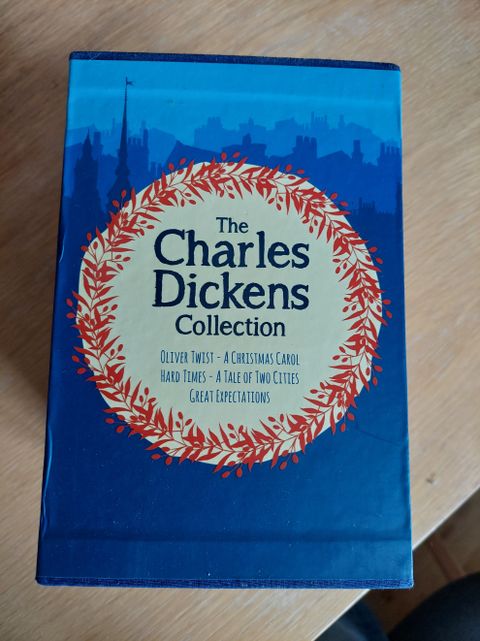 The
Charles
Dickens
Collection
Oliver Twist - A Christmas Carol
Hard Times - A Tale of Two Cities
Great Expectations